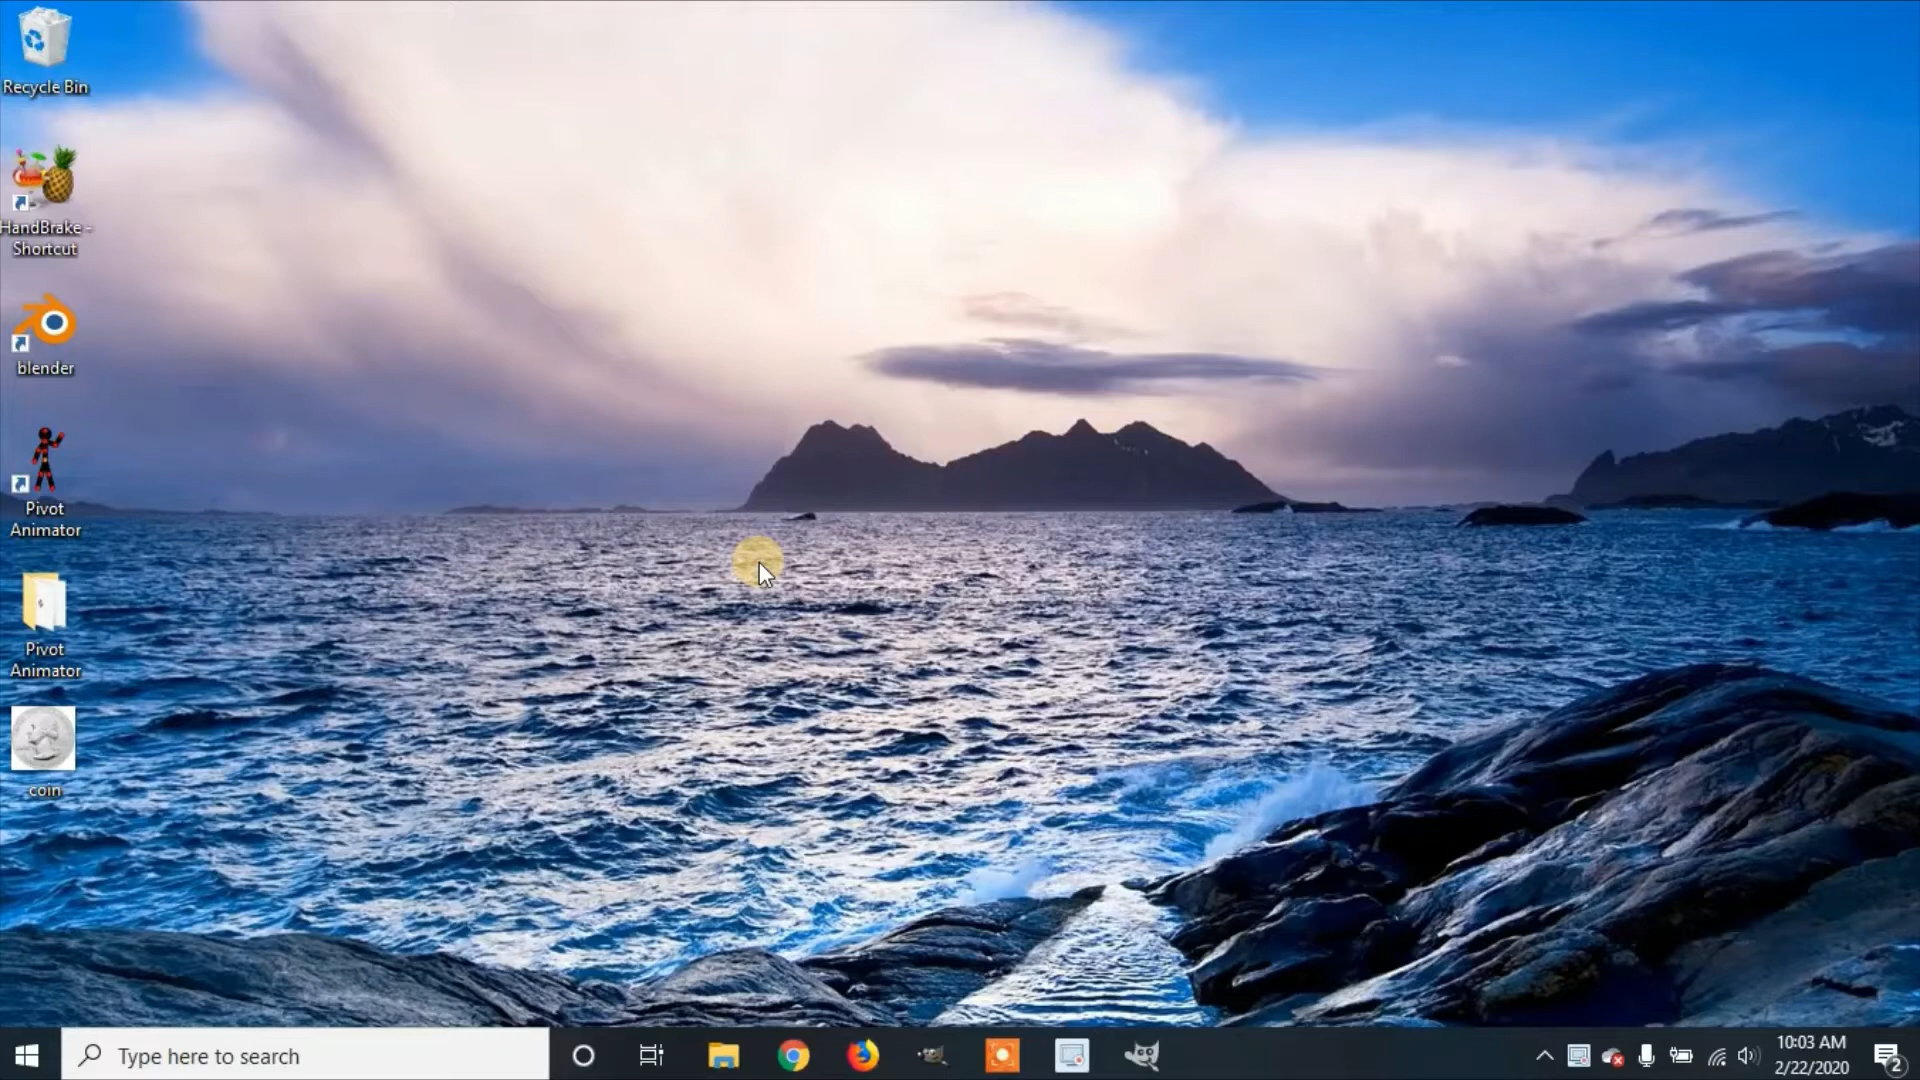 Recycle Bin
HandBrake -
Shortcut
blender
Pivot
Animator
Pivot
Animator
coin
Type here to search
10:03 AM
2/22/2020
2